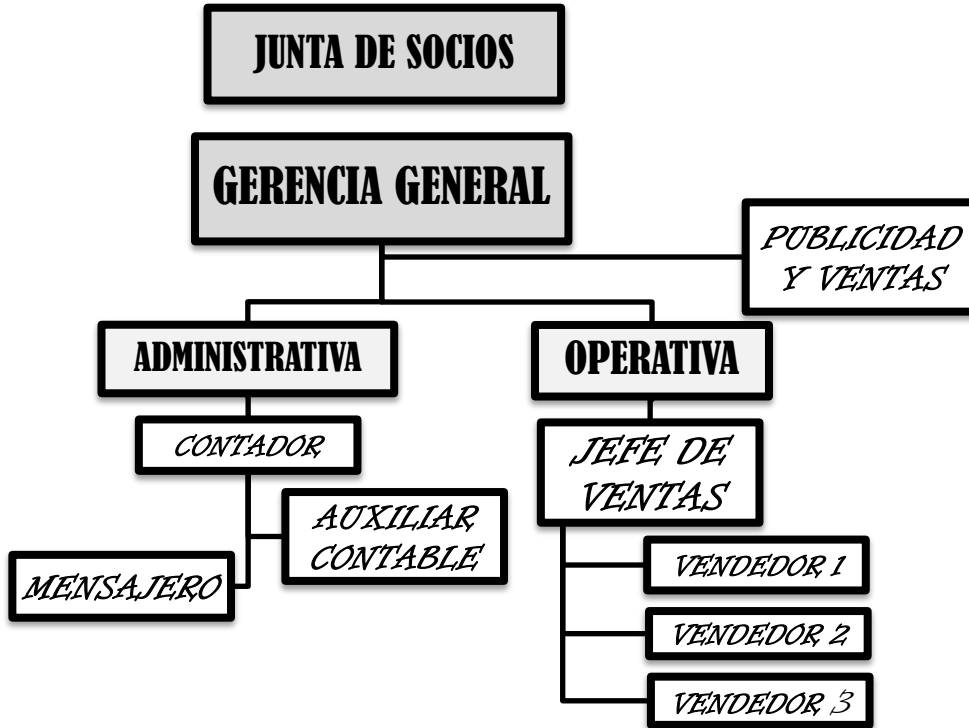 JUNTA DE SOCIOS
GERENCIA GENERAL
PUBLICIDAD
Y VENTAS
ADMINISTRATIVA
OPERATIVA
CONTADOR
JEFE DE
VENTAS
AUXILIAR
CONTABLE
MENSAJERO
VENDEDOR 1
VENDEDOR 2
VENDEDOR 3